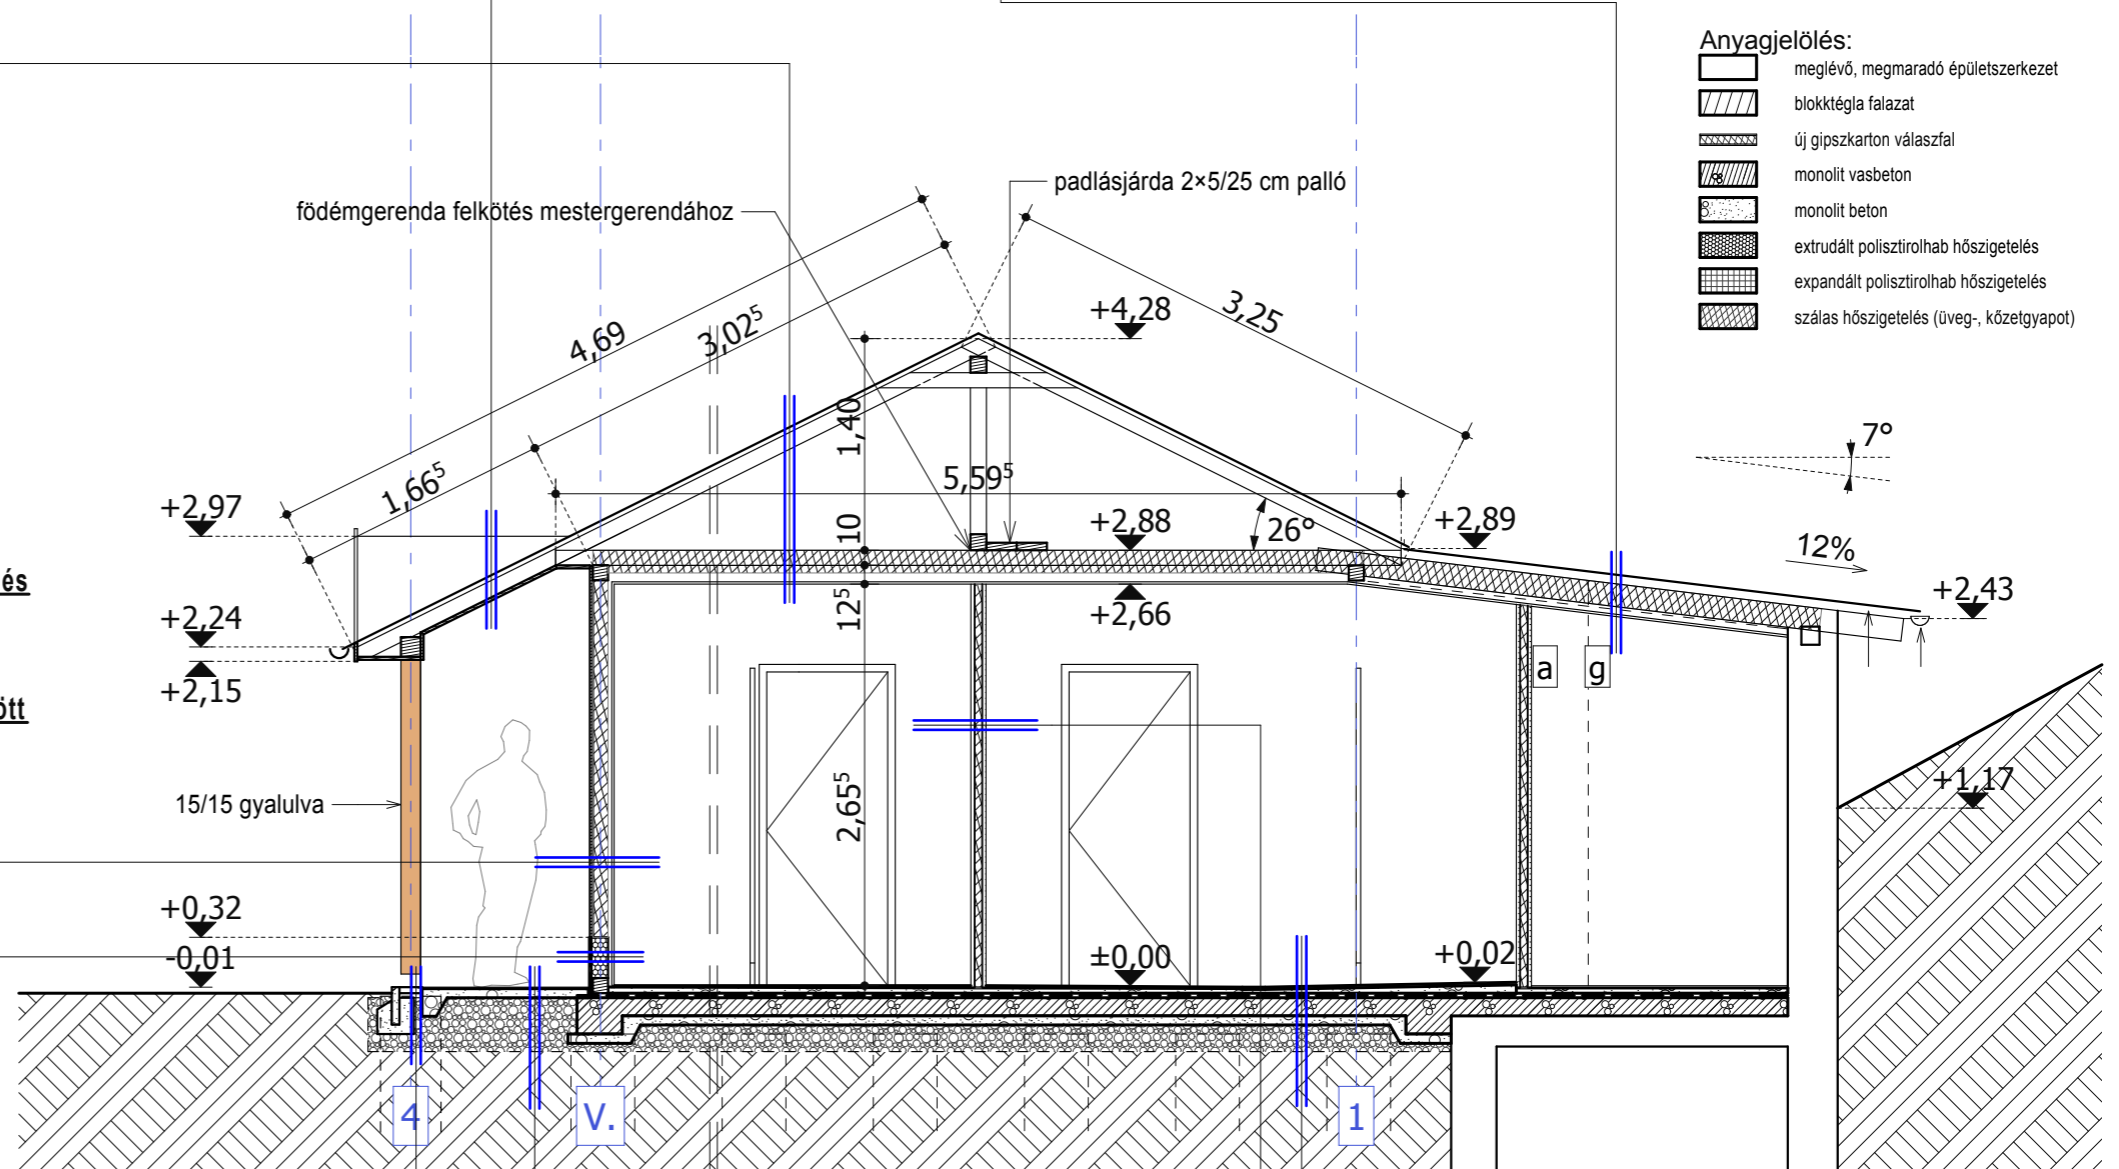 Anyagjelölés:
meglévő, megmaradó épületszerkezet
blokktégla falazat
új gipszkarton válaszfal
monolit vasbeton
monolit beton
extrudált polisztirolhab hőszigetelés
expandált polisztirolhab hőszigetelés
szálas hőszigetelés (üveg-, kőzetgyapot)
padlásjárda 2×5/25 cm palló
födémgerenda felkötés mestergerendához
4,69
3,02⁵
1,66⁵
3,25
+4,28
1,40
5,59⁵
7°
+2,97
10
+2,88
26°
+2,89
12%
és
+2,24
12⁵
+2,66
+2,43
+2,15
a
g
ött
15/15 gyalulva
2,65⁵
+1,17
+0,32
-0,01
±0,00
+0,02
4
V.
1